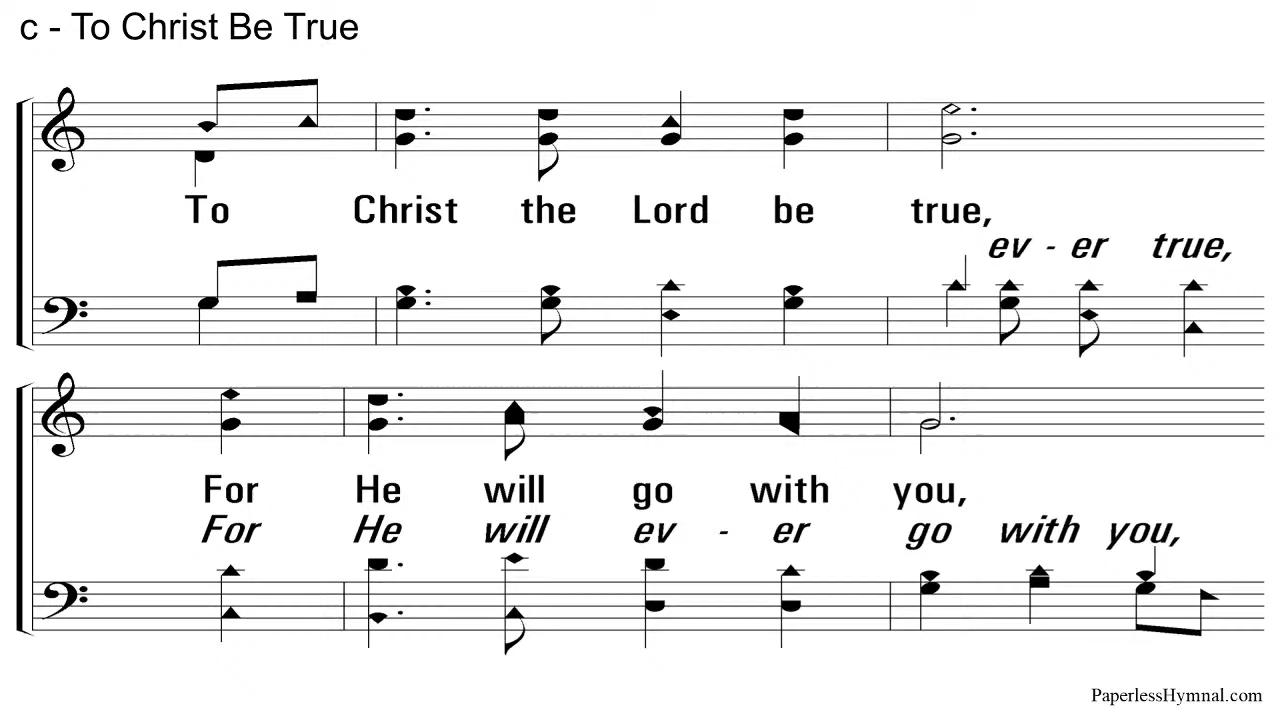 c - To Christ Be True
To Christ the Lord be true,
ev - er true,
For He will go with you,
For He will ev - er go with you,
PaperlessHymnal.com